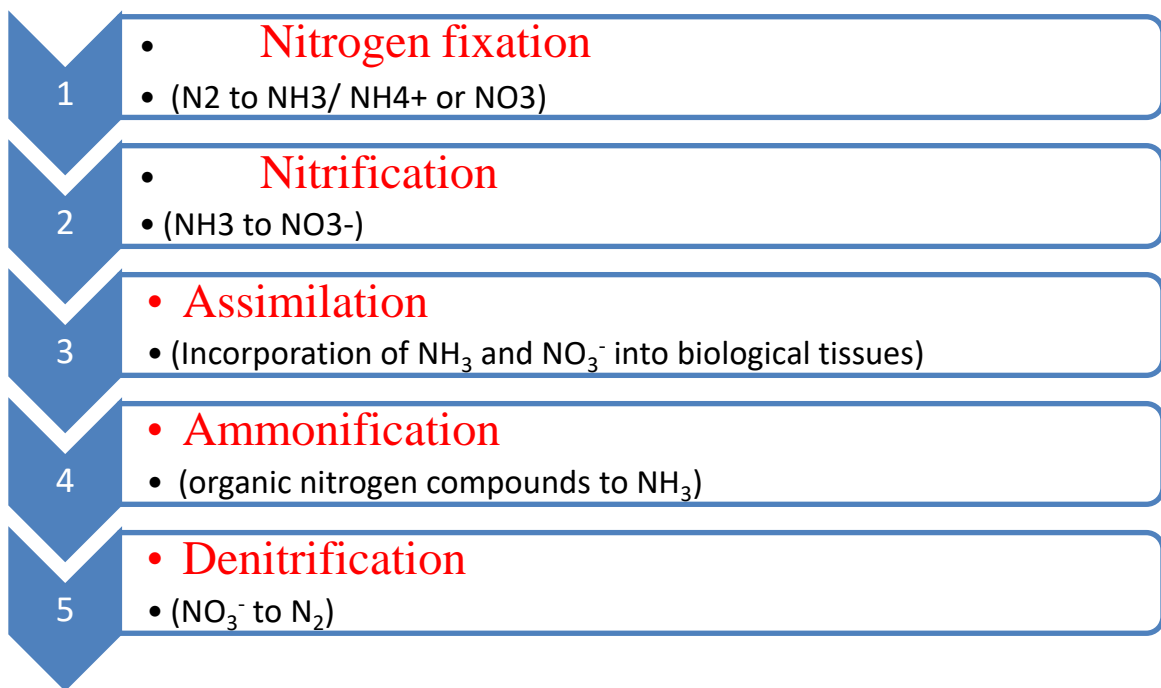 1
• Nitrogen fixation
• (N2 to NH3/ NH4+ or NO3)
2
• Nitrification
• (NH3 to NO3-)
3
• Assimilation
• (Incorporation of NH₃ and NO₃⁻ into biological tissues)
4
• Ammonification
• (organic nitrogen compounds to NH₃)
5
• Denitrification
• (NO₃⁻ to N₂)